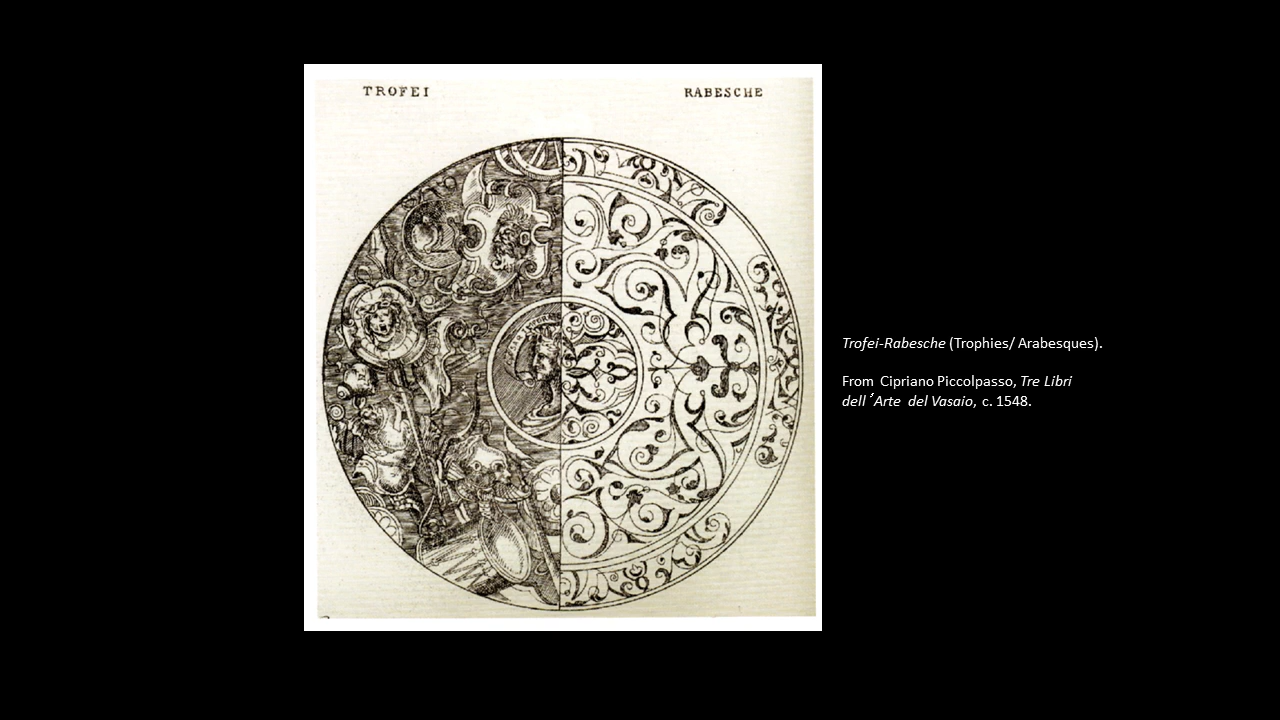 TROFEI
RABESCHE
Trofei-Rabesche (Trophies/ Arabesques).
From Cipriano Piccolpasso, Tre Libri
dell ’Arte del Vasaio, c. 1548.